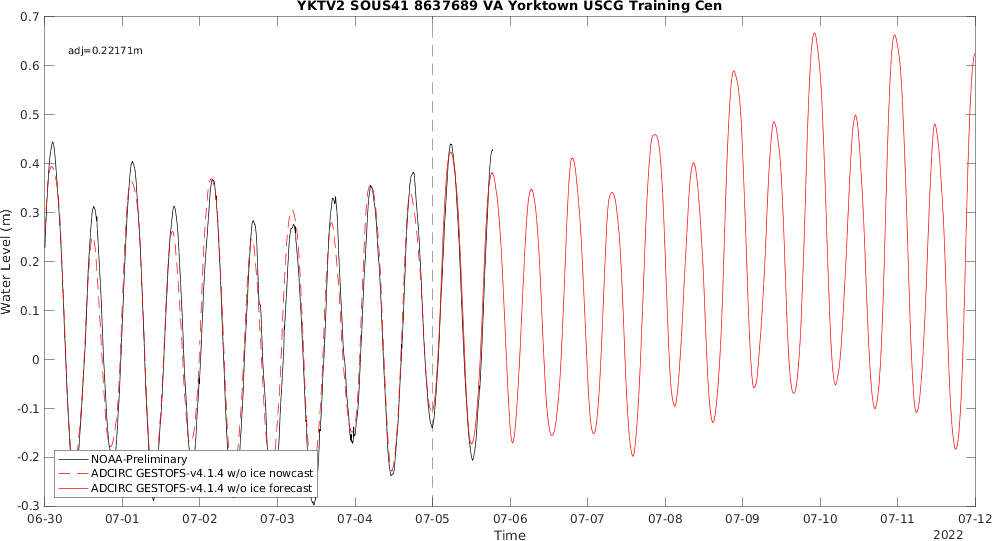 YKTV2 SOUS41 8637689 VA Yorktown USCG Training Cen
adj=0.22171m
Water Level (m)
0.7
0.6
0.5
0.4
0.3
0.2
0.1
0
-0.1
-0.2
-0.3
NOAA-Preliminary
ADCIRC GESTOFS-v4.1.4 w/o ice nowcast
ADCIRC GESTOFS-v4.1.4 w/o ice forecast
06-30 07-01 07-02 07-03 07-04 07-05 07-06 07-07 07-08 07-09 07-10 07-11 07-12
Time
2022